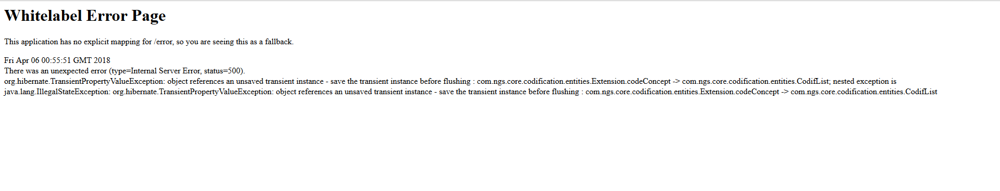 Whitelabel Error Page
This application has no explicit mapping for /error, so you are seeing this as a fallback.
Fri Apr 06 00:55:51 GMT 2018
There was an unexpected error (type=Internal Server Error, status=500).
org.hibernate.TransientPropertyValueException: object references an unsaved transient instance - save the transient instance before flushing : com.ngs.core.codification.entities.Extension.codeConcept -> com.ngs.core.codification.entities.CodifList; nested exception is
java.lang.IllegalStateException: org.hibernate.TransientPropertyValueException: object references an unsaved transient instance - save the transient instance before flushing : com.ngs.core.codification.entities.Extension.codeConcept -> com.ngs.core.codification.entities.CodifList